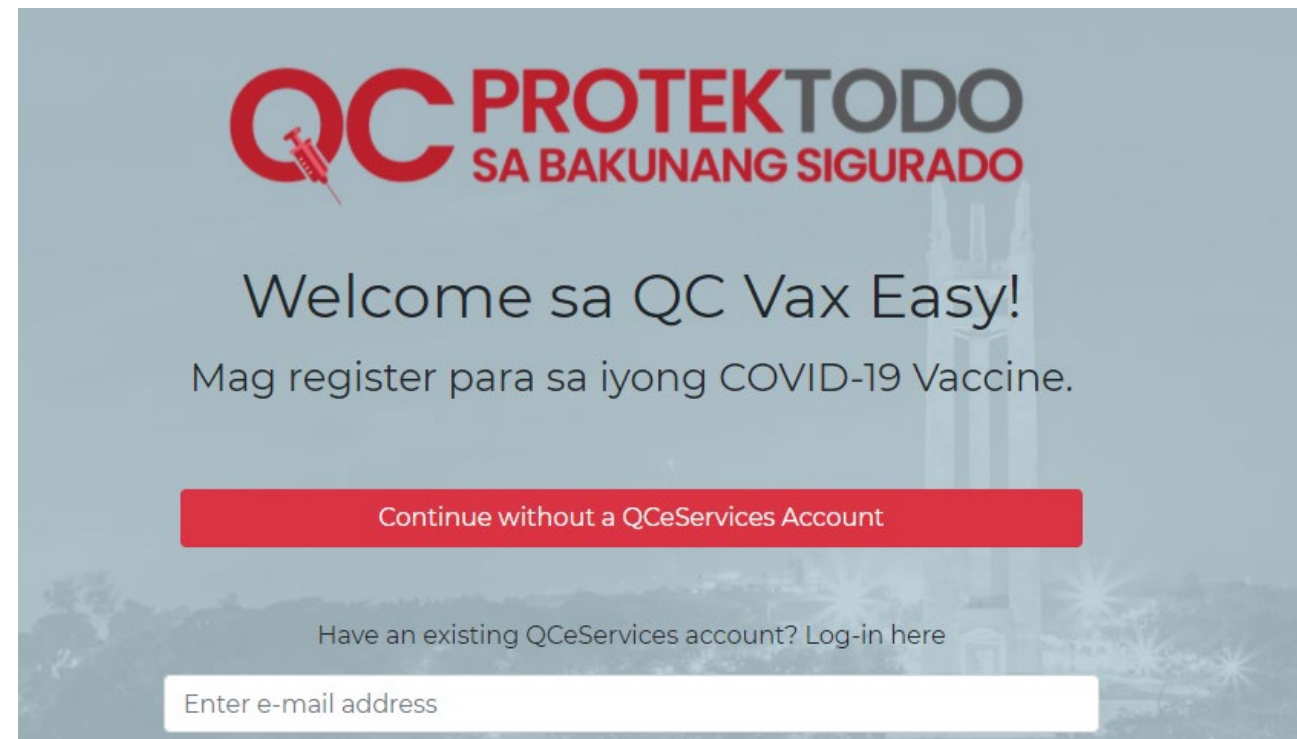 QC PROTEKTODO
SA BAKUNANG SIGURADO
Welcome sa QC Vax Easy!
Mag register para sa iyong COVID-19 Vaccine.
Continue without a QCeServices Account
Have an existing QCeServices account? Log-in here
Enter e-mail address